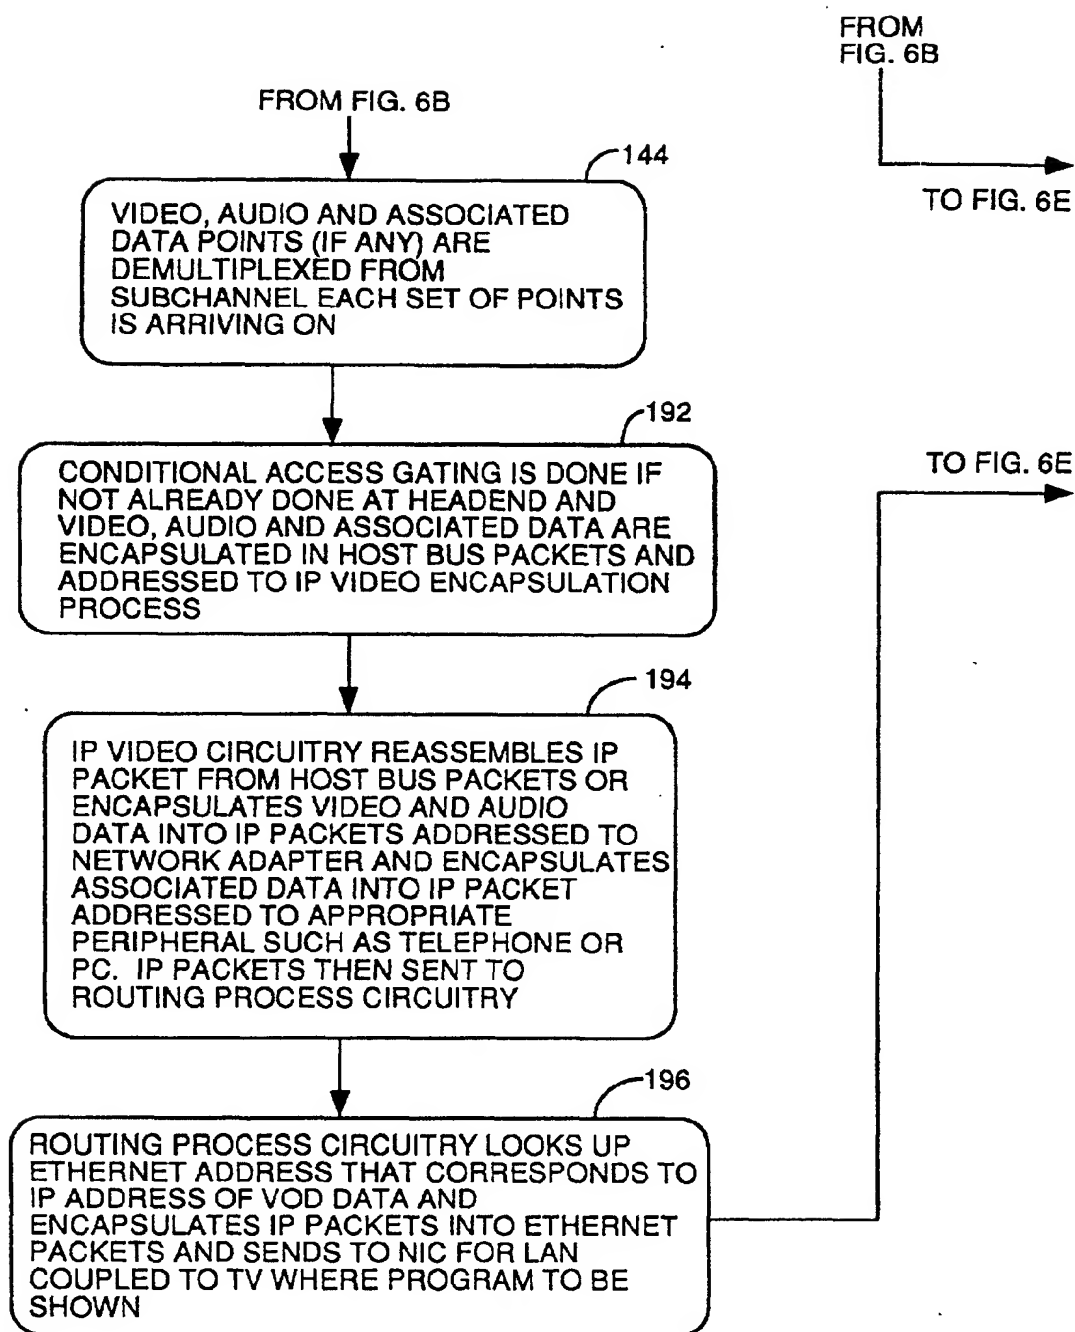 FROM
FIG. 6B
FROM FIG. 6B
144
TO FIG. 6E
VIDEO, AUDIO AND ASSOCIATED
DATA POINTS (IF ANY) ARE
DEMULTIPLEXED FROM
SUBCHANNEL EACH SET OF POINTS
IS ARRIVING ON
192
TO FIG. 6E
CONDITIONAL ACCESS GATING IS DONE IF
NOT ALREADY DONE AT HEADEND AND
VIDEO, AUDIO AND ASSOCIATED DATA ARE
ENCAPSULATED IN HOST BUS PACKETS AND
ADDRESSED TO IP VIDEO ENCAPSULATION
PROCESS
194
IP VIDEO CIRCUITRY REASSEMBLES IP
PACKET FROM HOST BUS PACKETS OR
ENCAPSULATES VIDEO AND AUDIO
DATA INTO IP PACKETS ADDRESSED TO
NETWORK ADAPTER AND ENCAPSULATES
ASSOCIATED DATA INTO IP PACKET
ADDRESSED TO APPROPRIATE
PERIPHERAL SUCH AS TELEPHONE OR
PC. IP PACKETS THEN SENT TO
ROUTING PROCESS CIRCUITRY
196
ROUTING PROCESS CIRCUITRY LOOKS UP
ETHERNET ADDRESS THAT CORRESPONDS TO
IP ADDRESS OF VOD DATA AND
ENCAPSULATES IP PACKETS INTO ETHERNET
PACKETS AND SENDS TO NIC FOR LAN
COUPLED TO TV WHERE PROGRAM TO BE
SHOWN